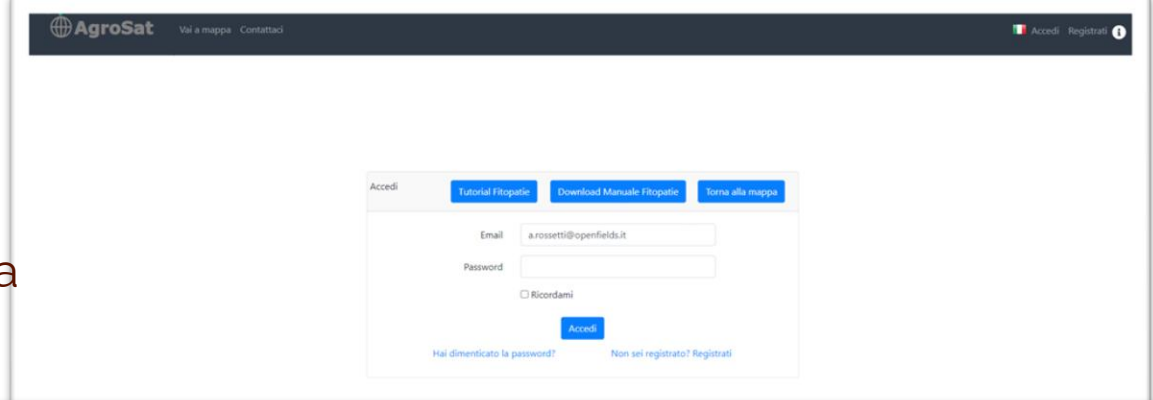 AgroSat Vai a mappa Contattaci Accedi Registrati
Accedi Tutorial Fitopatie Download Manuale Fitopatie Torna alla mappa
Email a.rossetti@openfields.it
a
Password
Ricordami
Accedi
Hai dimenticato la password? Non sei registrato? Registrati